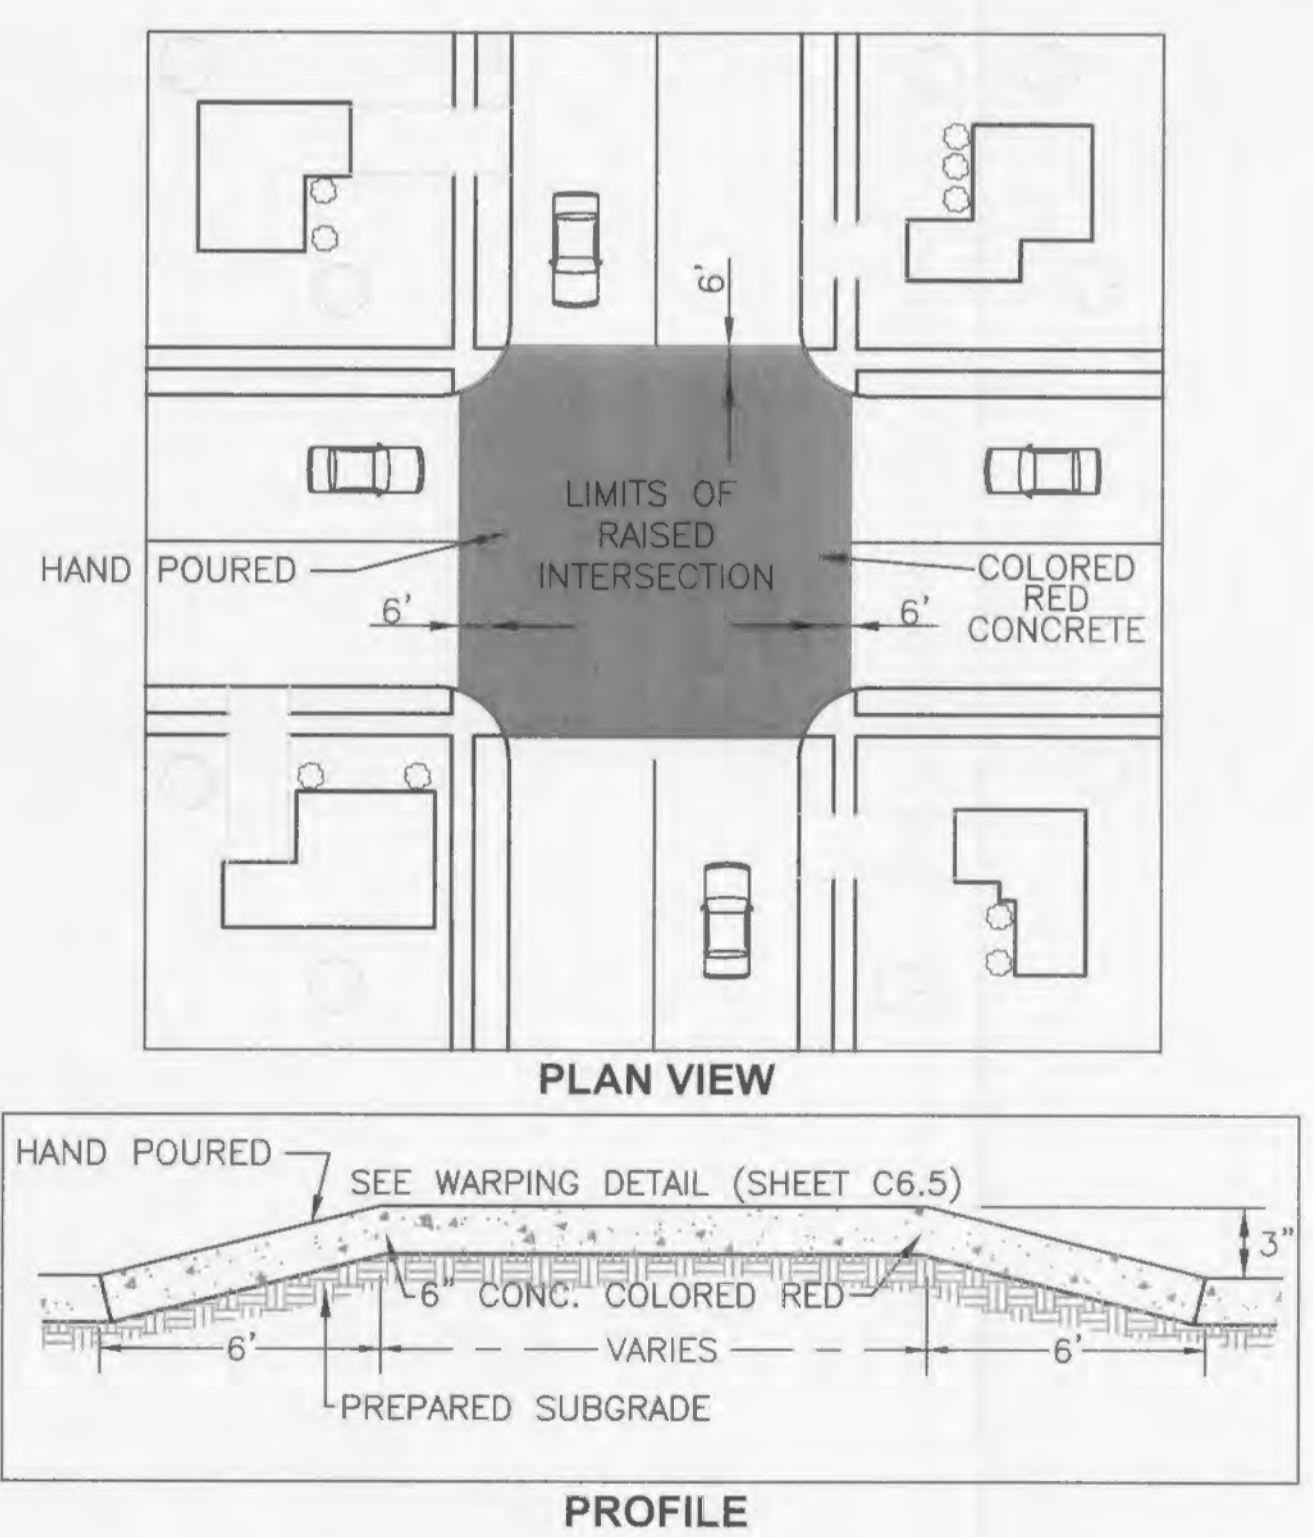 6'
LIMITS OF
RAISED
INTERSECTION
HAND POURED
COLORED
RED
CONCRETE
6'
6'
PLAN VIEW
HAND POURED
SEE WARPING DETAIL (SHEET C6.5)
3"
6" CONC. COLORED RED
6'
VARIES
6'
PREPARED SUBGRADE
PROFILE